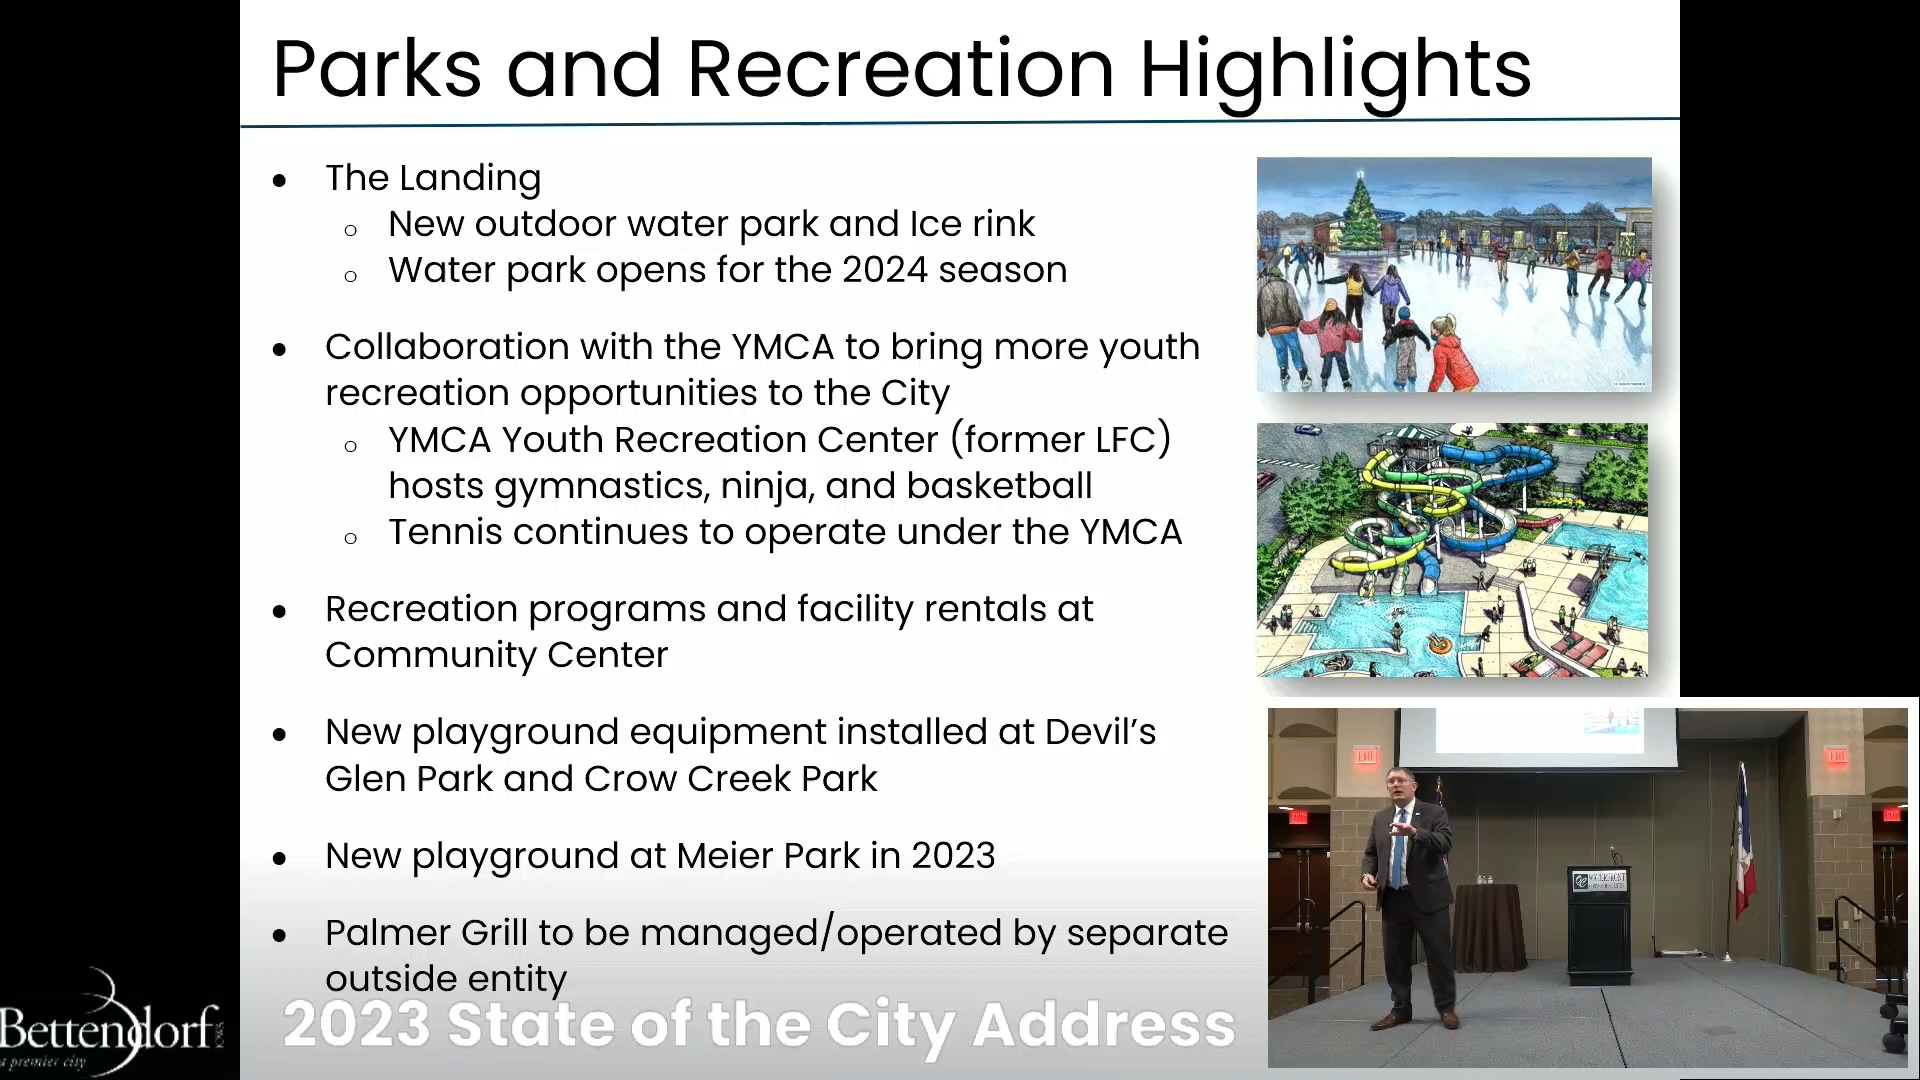 Parks and Recreation Highlights
• The Landing
o New outdoor water park and Ice rink
o Water park opens for the 2024 season
• Collaboration with the YMCA to bring more youth
recreation opportunities to the City
o YMCA Youth Recreation Center (former LFC)
hosts gymnastics, ninja, and basketball
o Tennis continues to operate under the YMCA
• Recreation programs and facility rentals at
Community Center
• New playground equipment installed at Devil’s
Glen Park and Crow Creek Park
• New playground at Meier Park in 2023
• Palmer Grill to be managed/operated by separate
outside entity
2023 State of the City Address
Bettendorf
a premier city
EXIT
EXIT
EXIT
EXIT
WATERFRONT